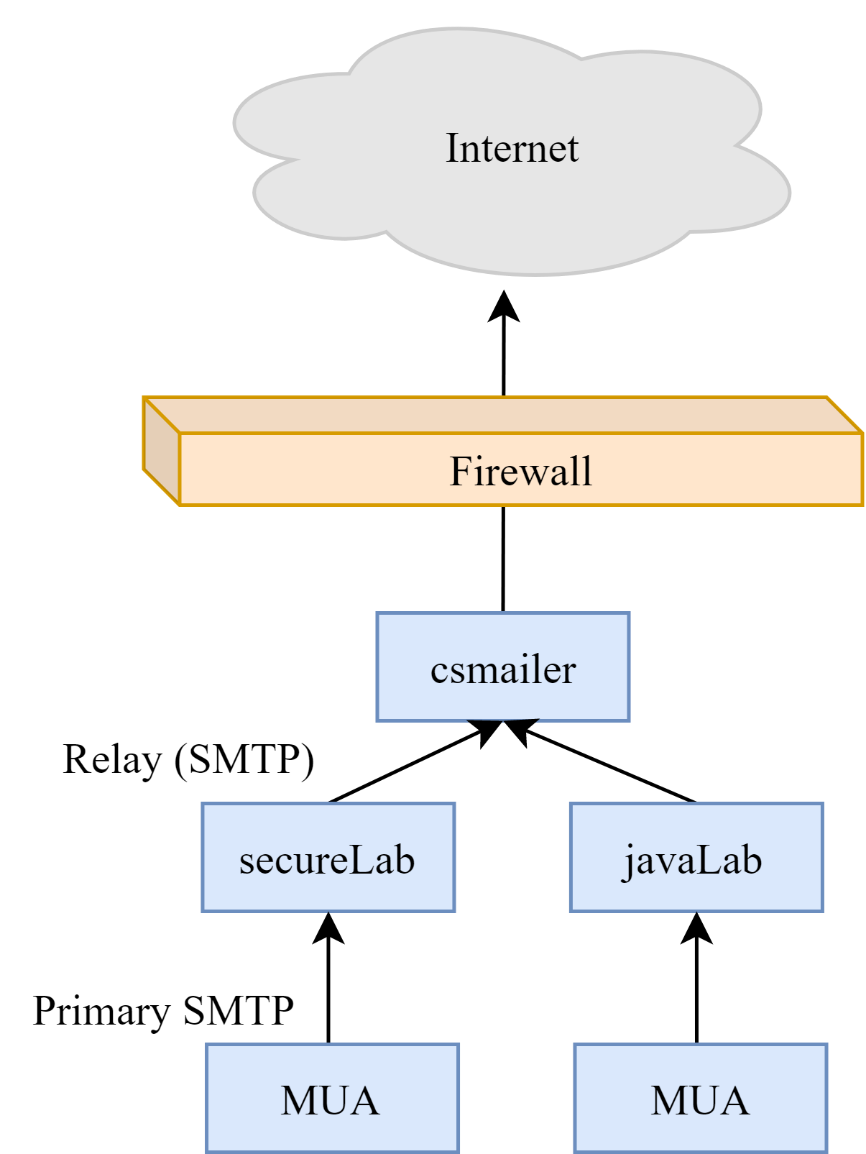 Internet
Firewall
csmailer
Relay (SMTP)
secureLab
javaLab
Primary SMTP
MUA
MUA